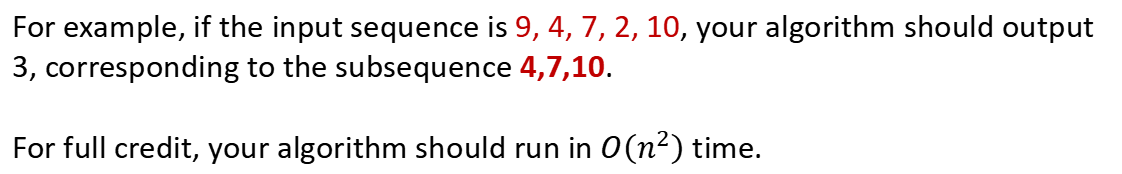 For example, if the input sequence is 9, 4, 7, 2, 10, your algorithm should output
3, corresponding to the subsequence 4,7,10.
For full credit, your algorithm should run in O(n²) time.